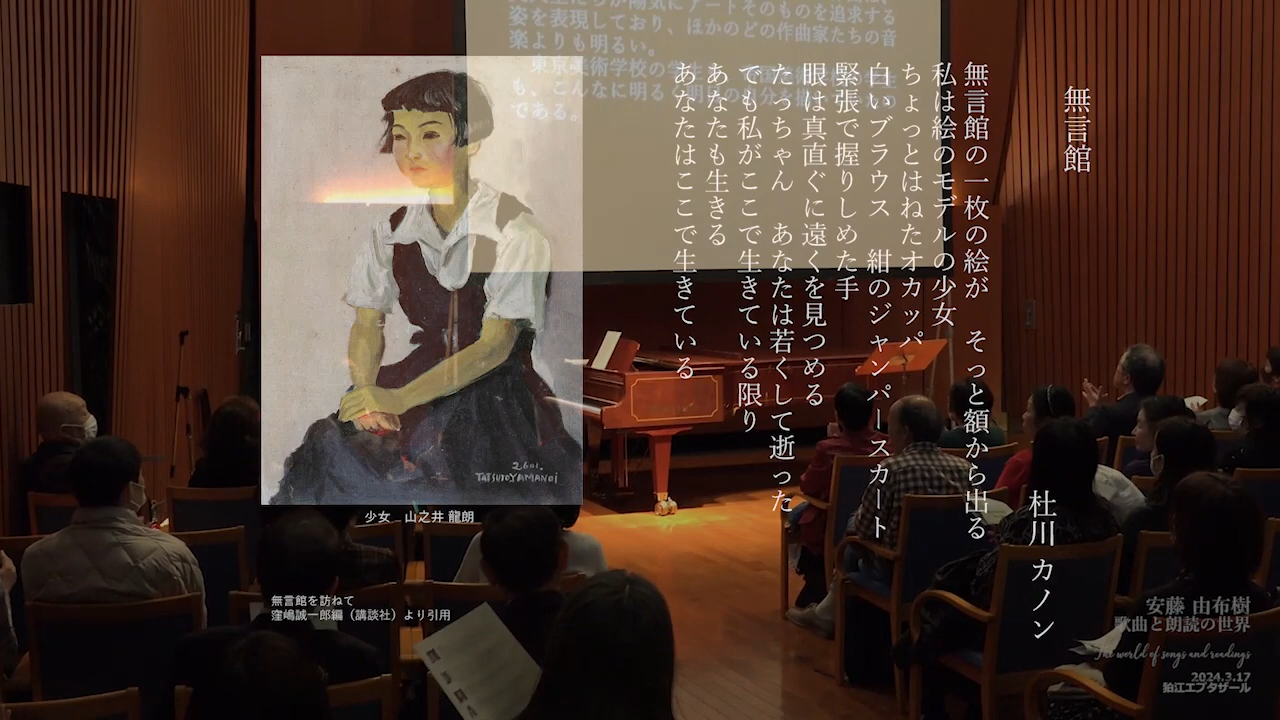 無言館
杜川 カノン
無言館の一枚の絵が　そっと額から出る
私は絵のモデルの少女
ちょっとはねたオカッパ
白いブラウス　紺のジャンパースカート
緊張で握りしめた手
眼は真直ぐに遠くを見つめる
たっちゃん　あなたは若くして逝った
でも私がここで生きている限り
あなたも生きる
あなたはここで生きている
姿を表現しており、ほかのどの作曲家たちの音
楽よりも明るい。
東京美術学校の学生
も、こんなに明る
である。
2601.
TATSUROYAMANOI
少女　山之井 龍朗
無言館を訪ねて
窪嶋誠一郎編（講談社）より引用
安藤 由布樹
歌曲と朗読の世界
The world of songs and readings
2024.3.17
狛江エプタザール